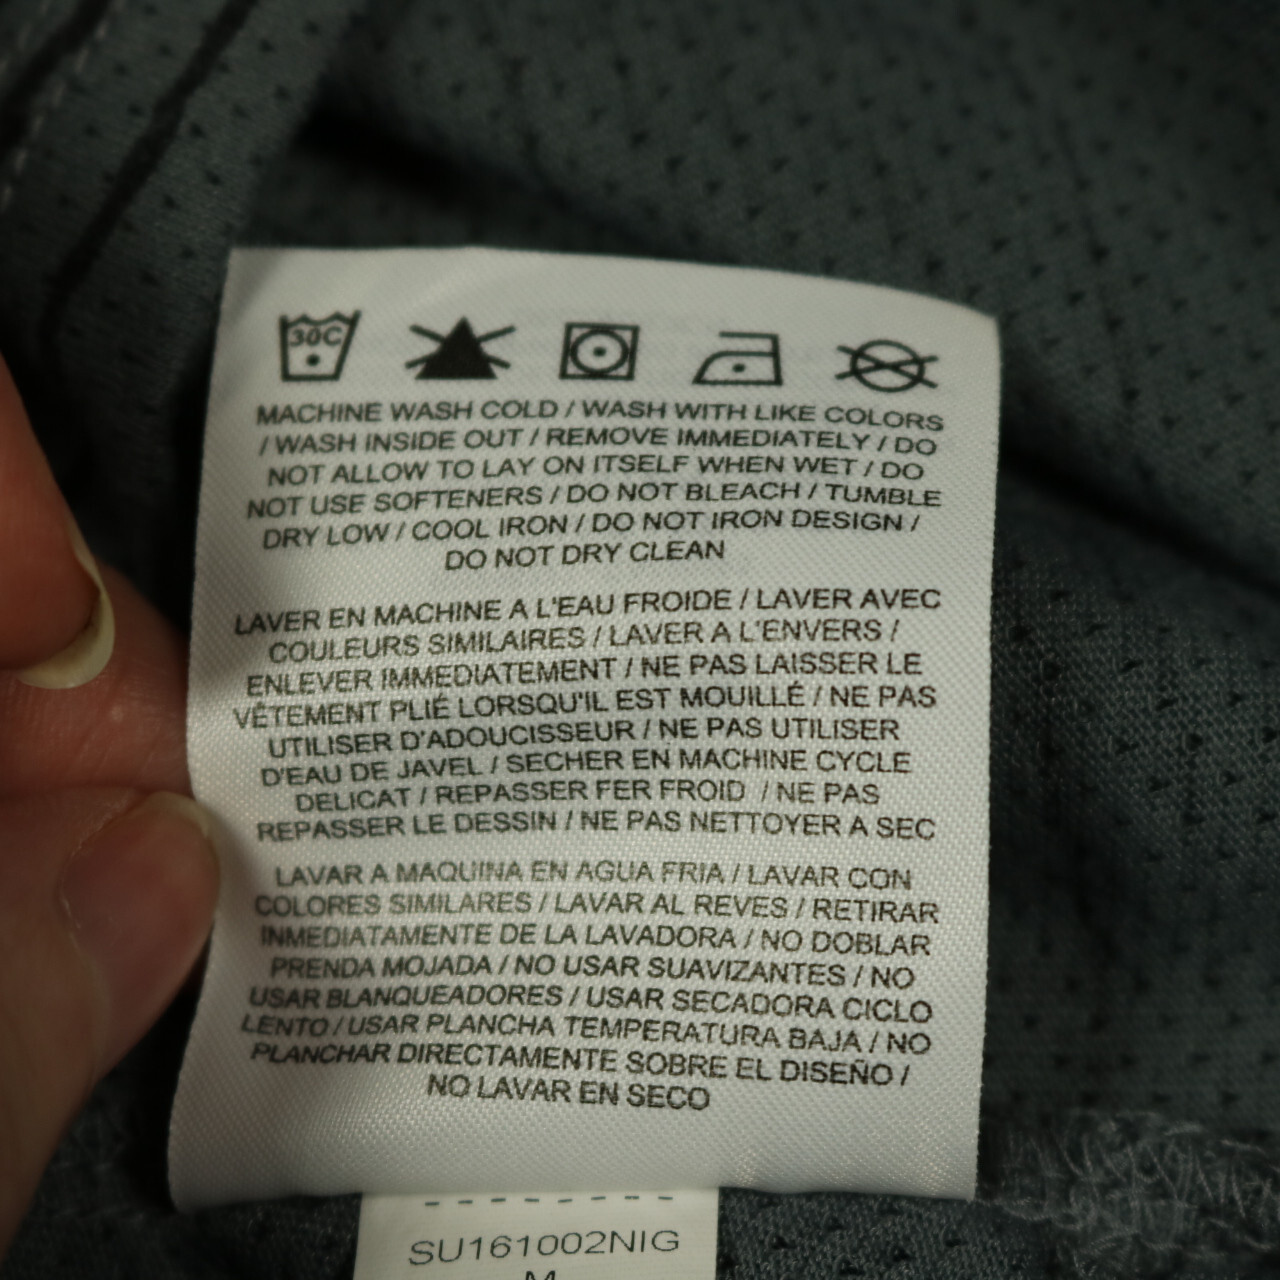 30C
MACHINE WASH COLD / WASH WITH LIKE COLORS
/ WASH INSIDE OUT / REMOVE IMMEDIATELY / DO
NOT ALLOW TO LAY ON ITSELF WHEN WET / DO
NOT USE SOFTENERS / DO NOT BLEACH / TUMBLE
DRY LOW / COOL IRON / DO NOT IRON DESIGN /
DO NOT DRY CLEAN
LAVER EN MACHINE A L'EAU FROIDE / LAVER AVEC
COULEURS SIMILAIRES / LAVER A L'ENVERS /
ENLEVER IMMEDIATEMENT / NE PAS LAISSER LE
VÊTEMENT PLIÉ LORSQU'IL EST MOUILLÉ / NE PAS
UTILISER D'ADOUCISSEUR / NE PAS UTILISER
D'EAU DE JAVEL / SECHER EN MACHINE CYCLE
DELICAT / REPASSER FER FROID / NE PAS
REPASSER LE DESSIN / NE PAS NETTOYER A SEC
LAVAR A MAQUINA EN AGUA FRIA / LAVAR CON
COLORES SIMILARES / LAVAR AL REVES / RETIRAR
INMEDIATAMENTE DE LA LAVADORA / NO DOBLAR
PRENDA MOJADA / NO USAR SUAVIZANTES / NO
USAR BLANQUEADORES / USAR SECADORA CICLO
LENTO / USAR PLANCHA TEMPERATURA BAJA / NO
PLANCHAR DIRECTAMENTE SOBRE EL DISEÑO /
NO LAVAR EN SECO
SU161002NIG
M